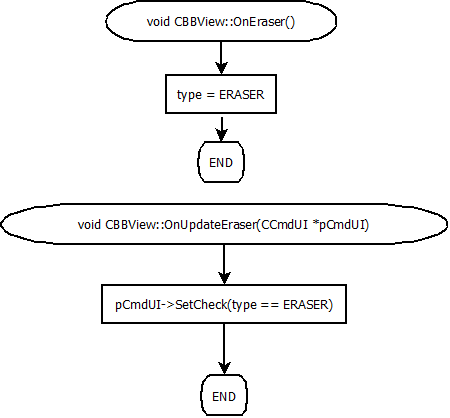 void CBBView::OnEraser()
type = ERASER
END
void CBBView::OnUpdateEraser(CCmdUI *pCmdUI)
pCmdUI->SetCheck(type == ERASER)
END